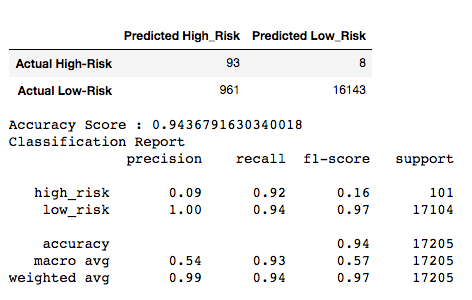 Predicted High_Risk Predicted Low_Risk
Actual High-Risk 93 8
Actual Low-Risk 961 16143
Accuracy Score : 0.9436791630340018
Classification Report
precision recall f1-score support
high_risk 0.09 0.92 0.16 101
low_risk 1.00 0.94 0.97 17104
accuracy 0.94 17205
macro avg 0.54 0.93 0.57 17205
weighted avg 0.99 0.94 0.97 17205